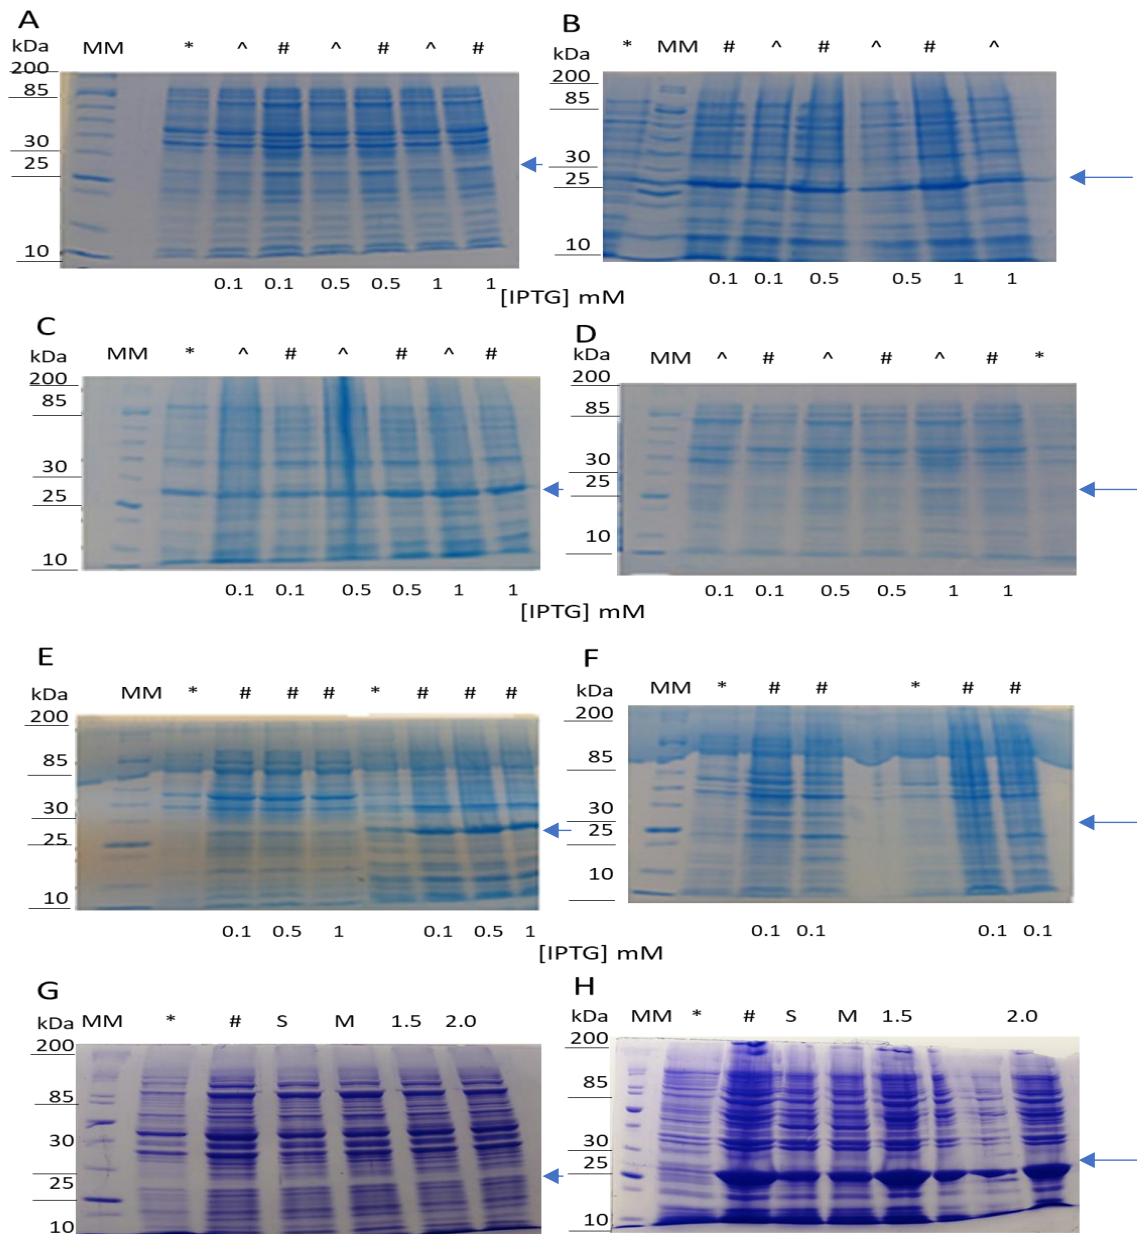 A
kDa MM * ^ # ^ # ^ #
200
85
30
25
10
0.1 0.1 0.5 0.5 1 1
B
kDa * MM # ^ # ^ # ^
200
85
30
25
10
0.1 0.1 0.5 0.5 1 1
[IPTG] mM
C
kDa MM * ^ # ^ # ^ #
200
85
30
25
10
0.1 0.1 0.5 0.5 1 1
D
kDa MM ^ # ^ # ^ # *
200
85
30
25
10
0.1 0.1 0.5 0.5 1 1
[IPTG] mM
E
kDa MM * # # # * # # #
200
85
30
25
10
0.1 0.5 1 0.1 0.5 1
F
kDa MM * # # * # #
200
85
30
25
10
0.1 0.1 0.1 0.1
[IPTG] mM
G
kDa MM * # S M 1.5 2.0
200
85
30
25
10
H
kDa MM * # S M 1.5 2.0
200
85
30
25
10